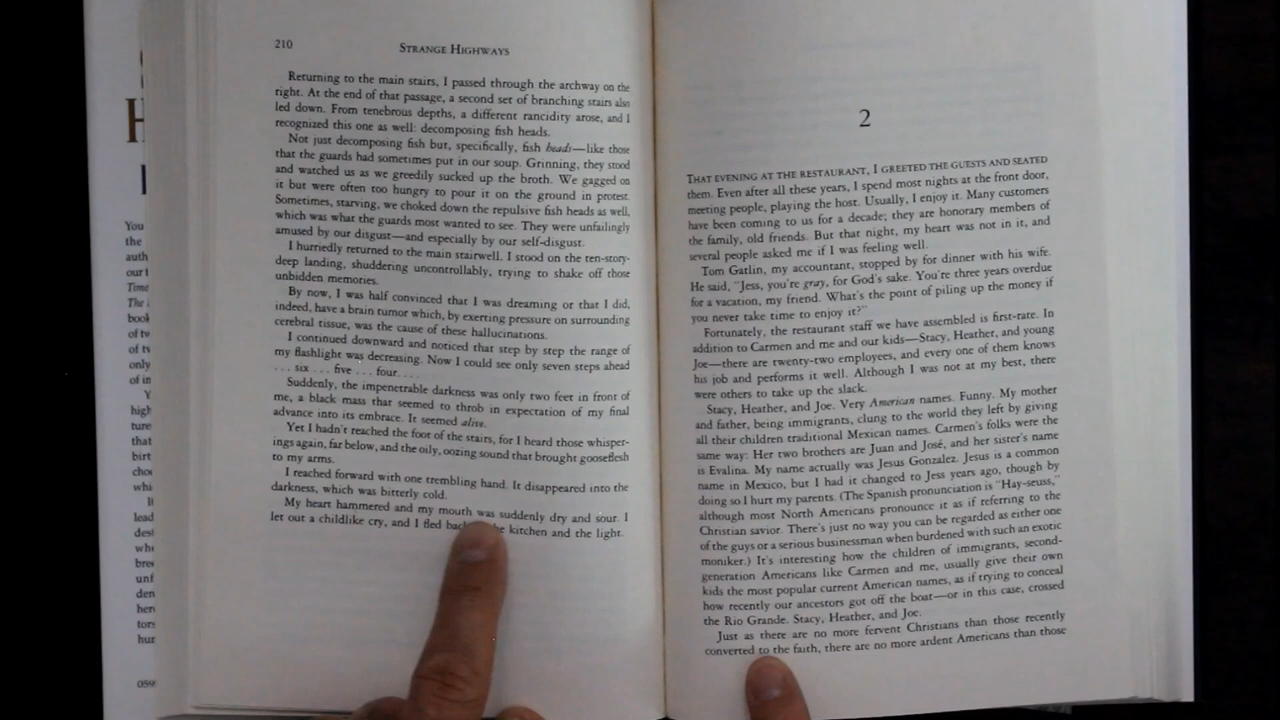 210
STRANGE HIGHWAYS
Returning to the main stairs, I passed through the archway on the
right. At the end of that passage, a second set of branching stairs also
led down. From tenebrous depths, a different rancidity arose, and I
recognized this one as well: decomposing fish heads.
Not just decomposing fish but, specifically, fish heads—like those
that the guards had sometimes put in our soup. Grinning, they stood
and watched us as we greedily sucked up the broth. We gagged on
it but were often too hungry to pour it on the ground in protest.
Sometimes, starving, we choked down the repulsive fish heads as well,
which was what the guards most wanted to see. They were unfailingly
amused by our disgust—and especially by our self-disgust.
I hurriedly returned to the main stairwell. I stood on the ten-story-
deep landing, shuddering uncontrollably, trying to shake off those
unbidden memories.
By now, I was half convinced that I was dreaming or that I did,
indeed, have a brain tumor which, by exerting pressure on surrounding
cerebral tissue, was the cause of these hallucinations.
I continued downward and noticed that step by step the range of
my flashlight was decreasing. Now I could see only seven steps ahead
. . . six . . . five . . . four. . . .
Suddenly, the impenetrable darkness was only two feet in front of
me, a black mass that seemed to throb in expectation of my final
advance into its embrace. It seemed alive.
Yet I hadn't reached the foot of the stairs, for I heard those whisper-
ings again, far below, and the oily, oozing sound that brought gooseflesh
to my arms.
I reached forward with one trembling hand. It disappeared into the
darkness, which was bitterly cold.
My heart hammered and my mouth was suddenly dry and sour. I
let out a childlike cry, and I fled kitchen and the light.
2
THAT EVENING AT THE RESTAURANT, I GREETED THE GUESTS AND SEATED
them. Even after all these years, I spend most nights at the front door,
meeting people, playing the host. Usually, I enjoy it. Many customers
have been coming to us for a decade; they are honorary members of
the family, old friends. But that night, my heart was not in it, and
several people asked me if I was feeling well.
Tom Gatlin, my accountant, stopped by for dinner with his wife.
He said, "Jess, you're gray, for God's sake. You're three years overdue
for a vacation, my friend. What's the point of piling up the money if
you never take time to enjoy it?"
Fortunately, the restaurant staff we have assembled is first-rate. In
addition to Carmen and me and our kids—Stacy, Heather, and young
Joe—there are twenty-two employees, and every one of them knows
his job and performs it well. Although I was not at my best, there
were others to take up the slack.
Stacy, Heather, and Joe. Very American names. Funny. My mother
and father, being immigrants, clung to the world they left by giving
all their children traditional Mexican names. Carmen's folks were the
same way: Her two brothers are Juan and José, and her sister's name
is Evalina. My name actually was Jesus Gonzalez. Jesus is a common
name in Mexico, but I had it changed to Jess years ago, though by
doing so I hurt my parents. (The Spanish pronunciation is "Hay-seuss,"
although most North Americans pronounce it as if referring to the
Christian savior. There's just no way you can be regarded as either one
of the guys or a serious businessman when burdened with such an exotic
moniker.) It's interesting how the children of immigrants, second-
generation Americans like Carmen and me, usually give their own
kids the most popular current American names, as if trying to conceal
how recently our ancestors got off the boat—or in this case, crossed
the Rio Grande. Stacy, Heather, and Joe.
Just as there are no more fervent Christians than those recently
converted to the faith, there are no more ardent Americans than those